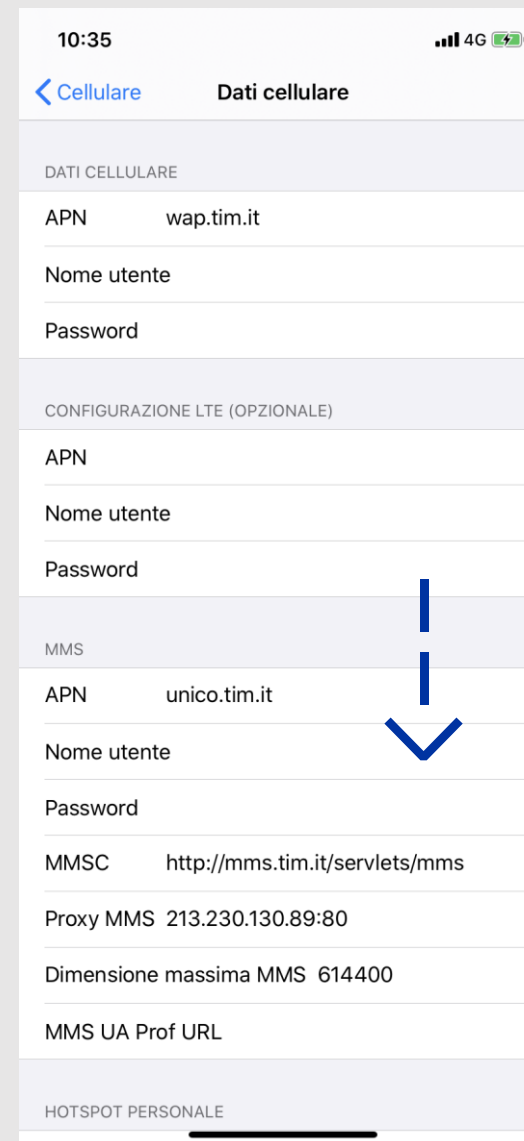 10:35 4G
Cellulare Dati cellulare
DATI CELLULARE
APN wap.tim.it
Nome utente
Password
CONFIGURAZIONE LTE (OPZIONALE)
APN
Nome utente
Password
MMS
APN unico.tim.it
Nome utente
Password
MMSC http://mms.tim.it/servlets/mms
Proxy MMS 213.230.130.89:80
Dimensione massima MMS 614400
MMS UA Prof URL
HOTSPOT PERSONALE